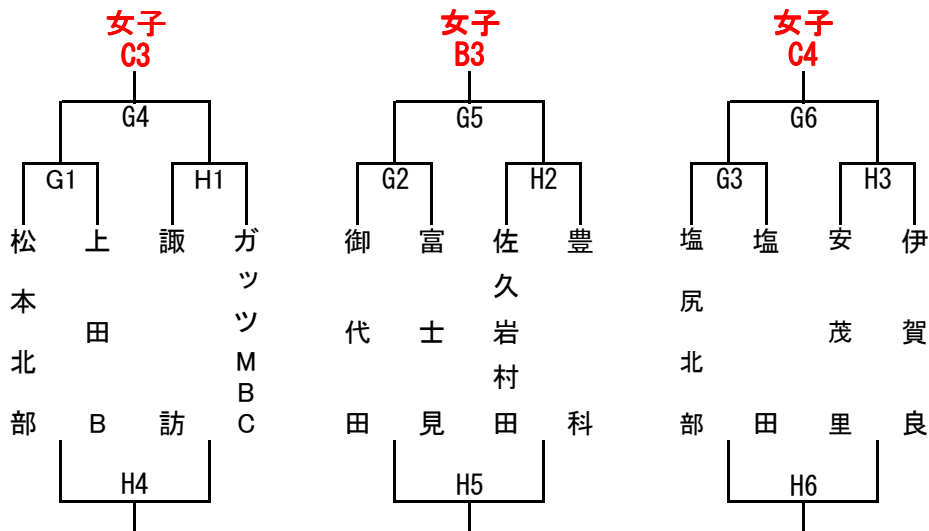 女子
C3
女子
B3
女子
C4
G4
G5
G6
G1
H1
G2
H2
G3
H3
松本北部
上田B
諏訪
ガッツMBC
御代田
富士見
佐久岩村田
豊科
塩尻北部
塩田
安茂里
伊賀良
H4
H5
H6